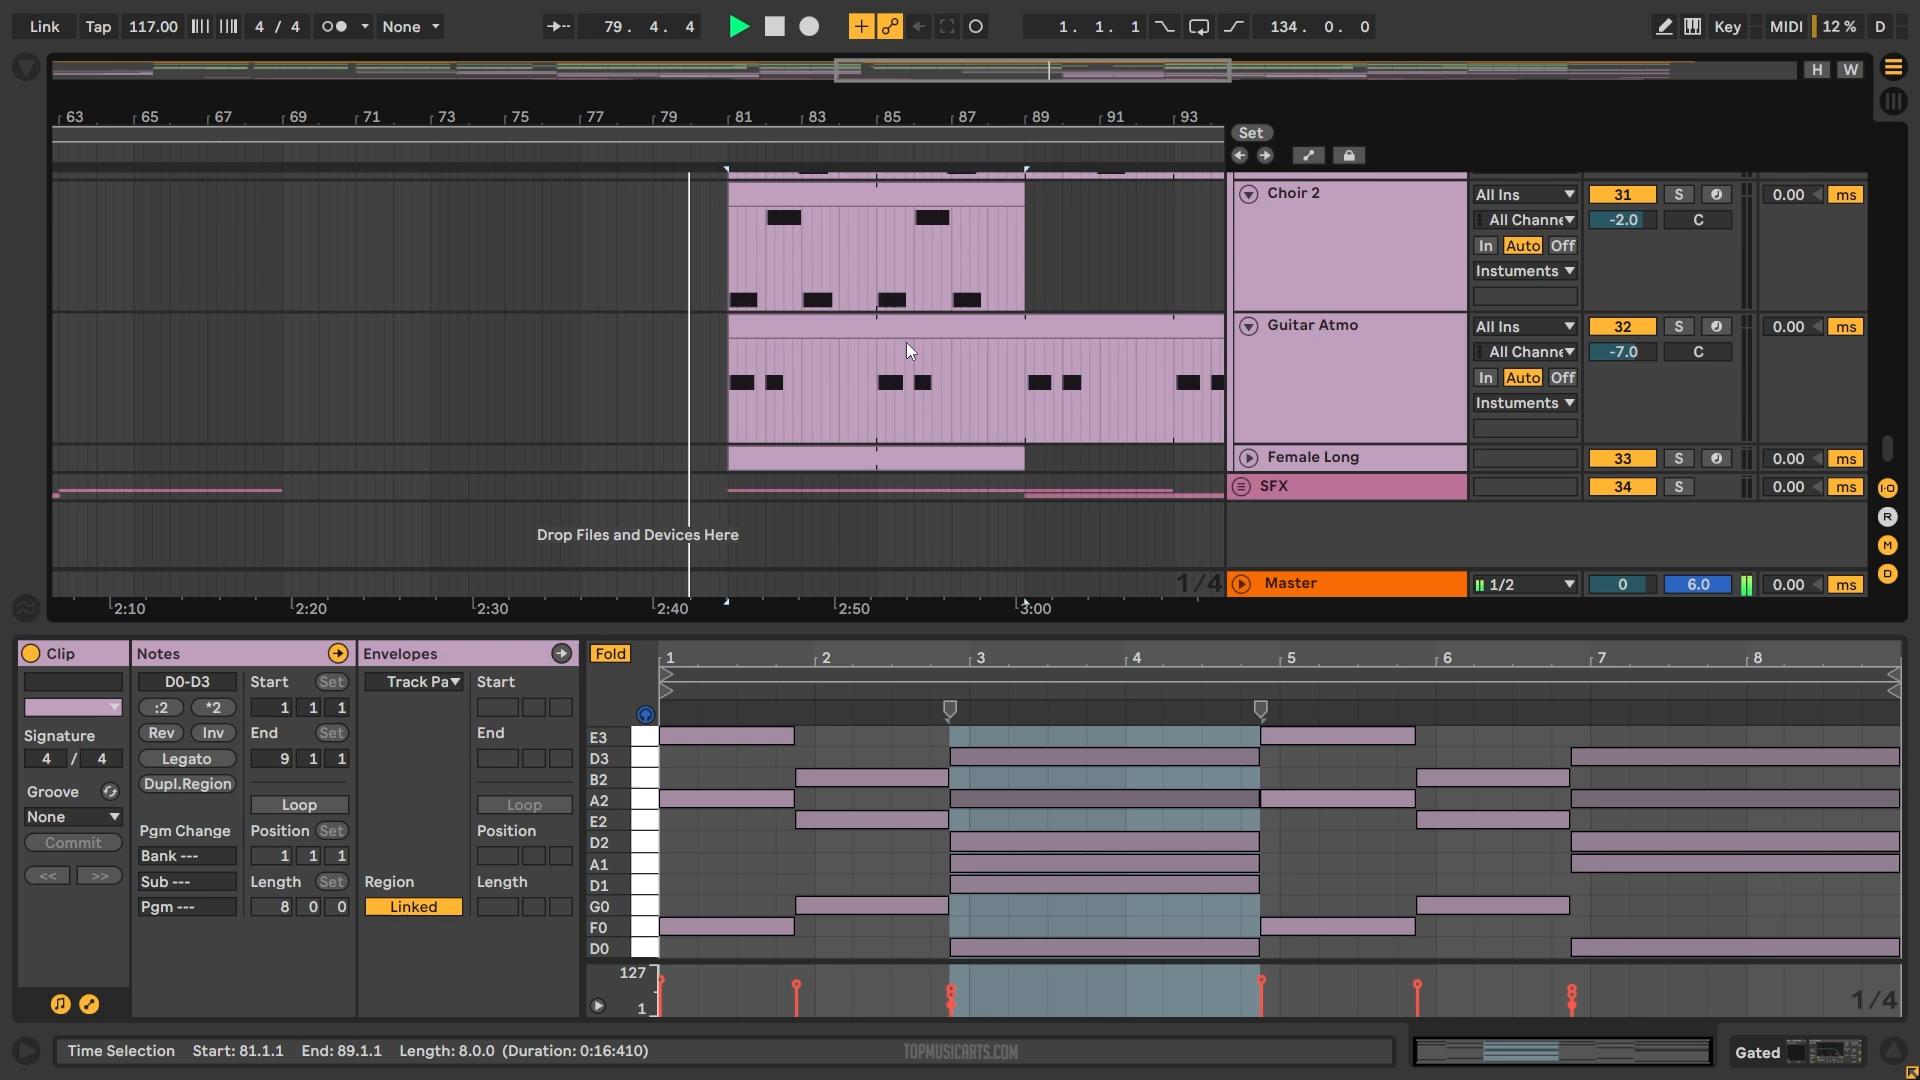 Link Tap 117.00 4 / 4 None 79. 4. 4 1. 1. 1 134. 0. 0 Key MIDI 12 % D
H W
63 65 67 69 71 73 75 77 79 81 83 85 87 89 91 93
Set
Choir 2 All Ins 31 S 0.00 ms
All Channe -2.0 C
In Auto Off
Instuments
Guitar Atmo All Ins 32 S 0.00 ms
All Channe -7.0 C
In Auto Off
Instuments
Female Long 33 S 0.00 ms
SFX 34 S 0.00 ms
I·O
R
M
D
Drop Files and Devices Here
1/4 Master 1/2 0 6.0 0.00 ms
2:10 2:20 2:30 2:40 2:50 3:00
Clip Notes Envelopes Fold 1 2 3 4 5 6 7 8
D0-D3 Start Set Track Pa Start
:2 *2 1 1 1
Signature Rev Inv End Set End
4 / 4 Legato 9 1 1
Groove Dupl.Region
None Loop Loop
Commit Pgm Change Position Set Position
<< >> Bank --- 1 1 1
Sub --- Length Set Region Length
Pgm --- 8 0 0 Linked
E3
D3
B2
A2
E2
D2
A1
D1
G0
F0
D0
127
1
1/4
Time Selection Start: 81.1.1 End: 89.1.1 Length: 8.0.0 (Duration: 0:16:410) TOPMUSICARTS.COM Gated